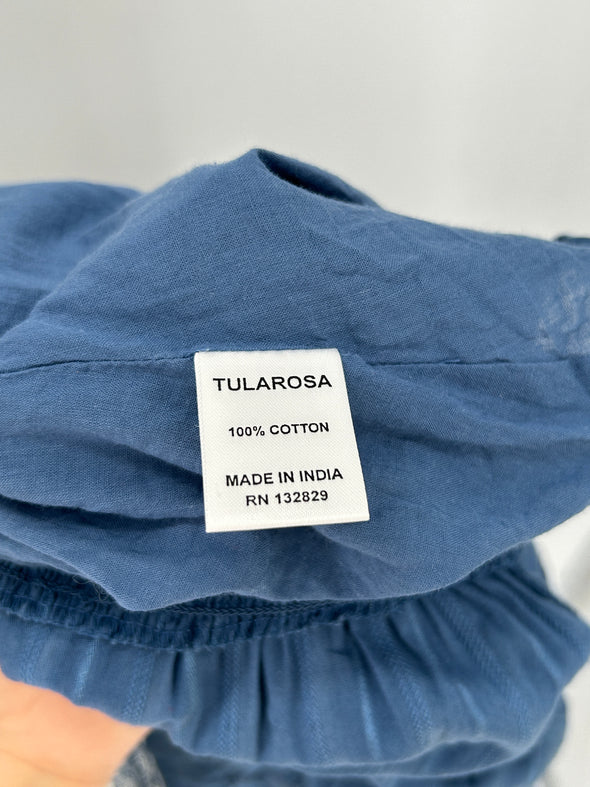 TULAROSA
100% COTTON
MADE IN INDIA
RN 132829